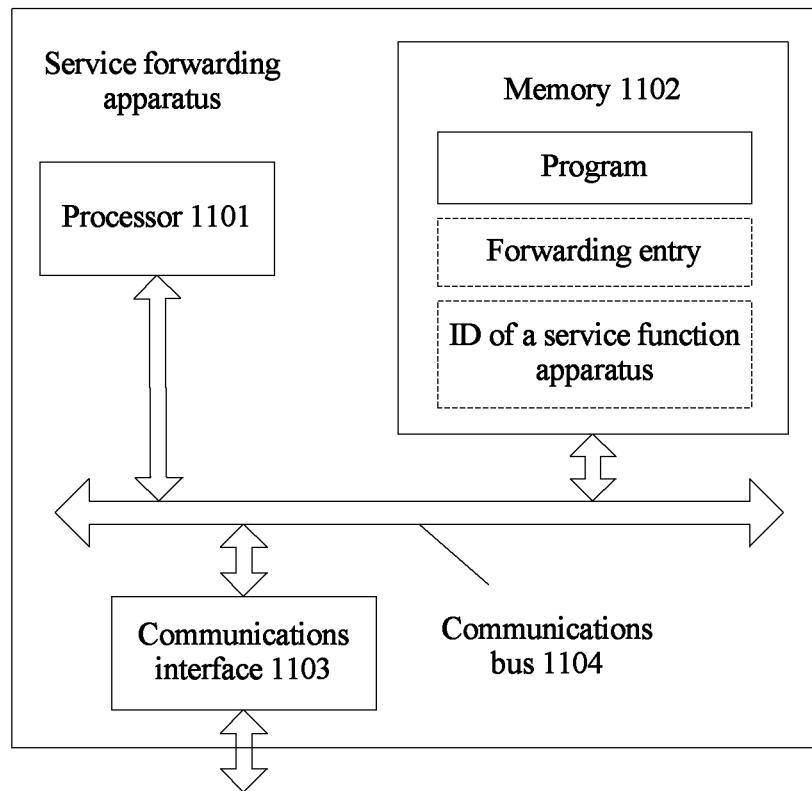 Service forwarding
apparatus
Memory 1102
Program
Processor 1101
Forwarding entry
ID of a service function
apparatus
Communications
interface 1103
Communications
bus 1104